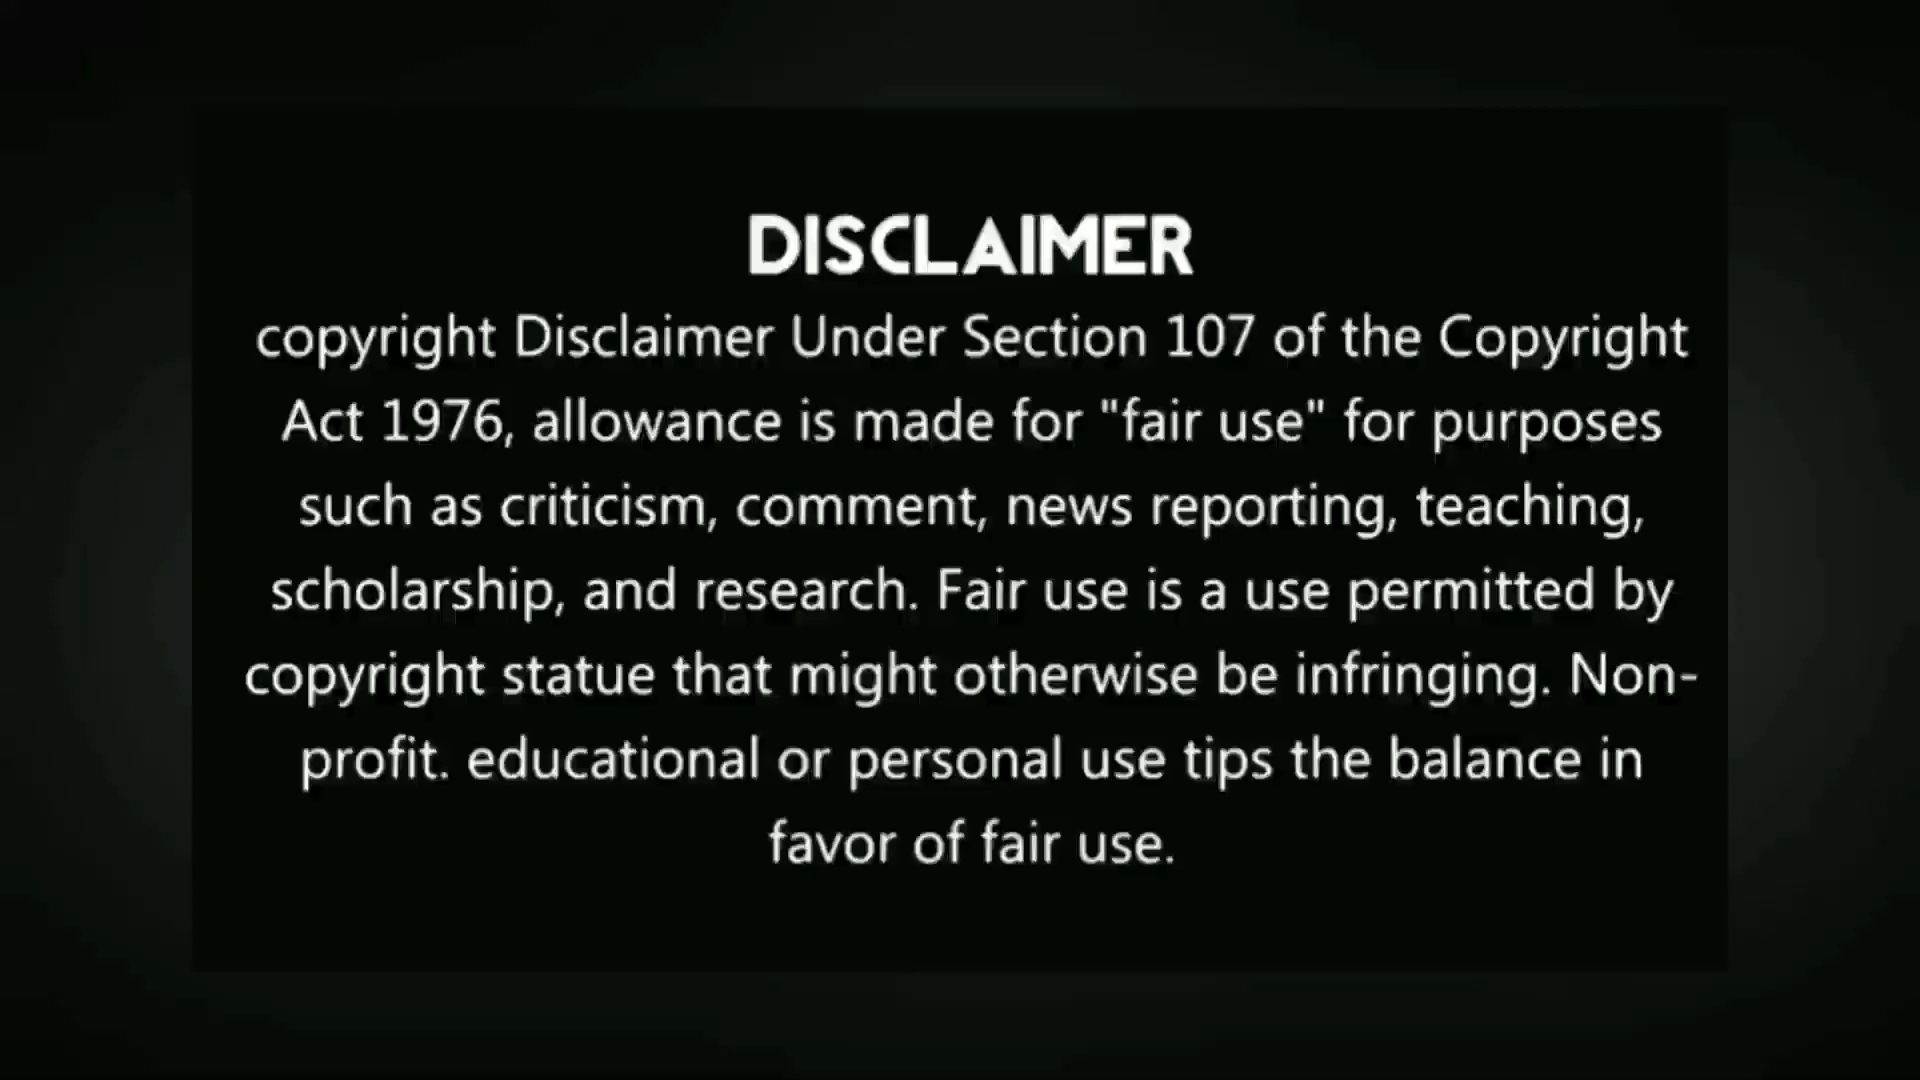 DISCLAIMER
copyright Disclaimer Under Section 107 of the Copyright
Act 1976, allowance is made for "fair use" for purposes
such as criticism, comment, news reporting, teaching,
scholarship, and research. Fair use is a use permitted by
copyright statue that might otherwise be infringing. Non-
profit. educational or personal use tips the balance in
favor of fair use.